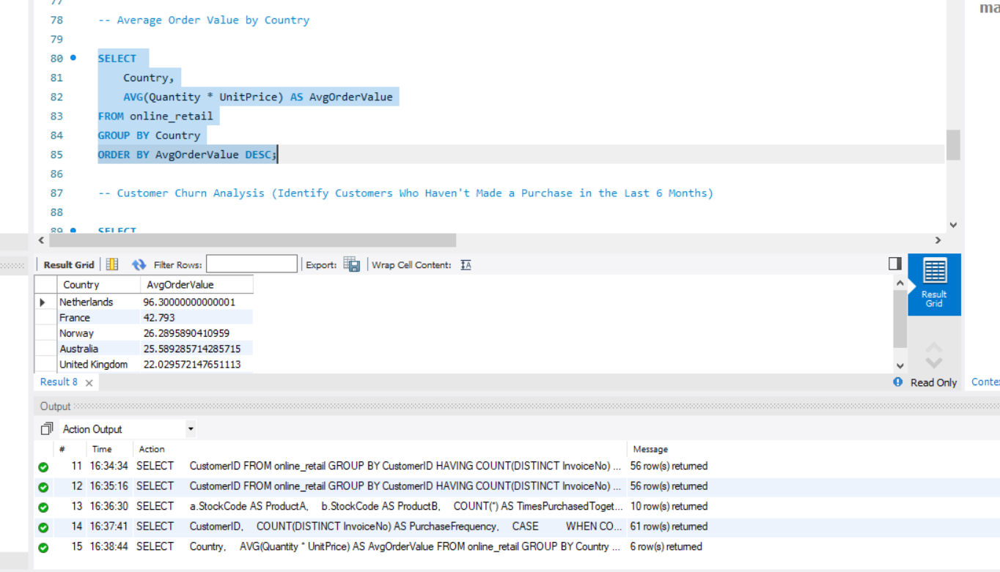 77
ma
78 -- Average Order Value by Country
79
80 SELECT
81 Country,
82 AVG(Quantity * UnitPrice) AS AvgOrderValue
83 FROM online_retail
84 GROUP BY Country
85 ORDER BY AvgOrderValue DESC;
86
87 -- Customer Churn Analysis (Identify Customers Who Haven't Made a Purchase in the Last 6 Months)
88
89 SELECT
Result Grid Filter Rows: Export: Wrap Cell Content: IA
Result Grid
Country AvgOrderValue
Netherlands 96.30000000000001
France 42.793
Norway 26.2895890410959
Australia 25.589285714285715
United Kingdom 22.029572147651113
Result 8 Read Only Contex
Output
Action Output
# Time Action Message
11 16:34:34 SELECT CustomerID FROM online_retail GROUP BY CustomerID HAVING COUNT(DISTINCT InvoiceNo) ... 56 row(s) returned
12 16:35:16 SELECT CustomerID FROM online_retail GROUP BY CustomerID HAVING COUNT(DISTINCT InvoiceNo) ... 56 row(s) returned
13 16:36:30 SELECT a.StockCode AS ProductA, b.StockCode AS ProductB, COUNT(*) AS TimesPurchasedToget... 10 row(s) returned
14 16:37:41 SELECT CustomerID, COUNT(DISTINCT InvoiceNo) AS PurchaseFrequency, CASE WHEN CO... 61 row(s) returned
15 16:38:44 SELECT Country, AVG(Quantity * UnitPrice) AS AvgOrderValue FROM online_retail GROUP BY Country ... 6 row(s) returned